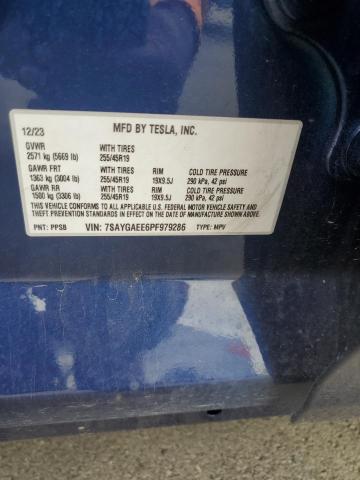 12/23 MFD BY TESLA, INC.
GVWR WITH TIRES
2571 kg (5669 lb) 255/45R19
GAWR FRT WITH TIRES RIM COLD TIRE PRESSURE
1363 kg (3004 lb) 255/45R19 19X9.5J 290 kPa, 42 psi
GAWR RR WITH TIRES RIM COLD TIRE PRESSURE
1500 kg (3306 lb) 255/45R19 19X9.5J 290 kPa, 42 psi
THIS VEHICLE CONFORMS TO ALL APPLICABLE U.S. FEDERAL MOTOR VEHICLE SAFETY
AND THEFT PREVENTION STANDARDS IN EFFECT ON
THE DATE OF MANUFACTURE SHOWN ABOVE.
PNT: PPSB VIN: 7SAYGAEE6PF979286 TYPE: MPV